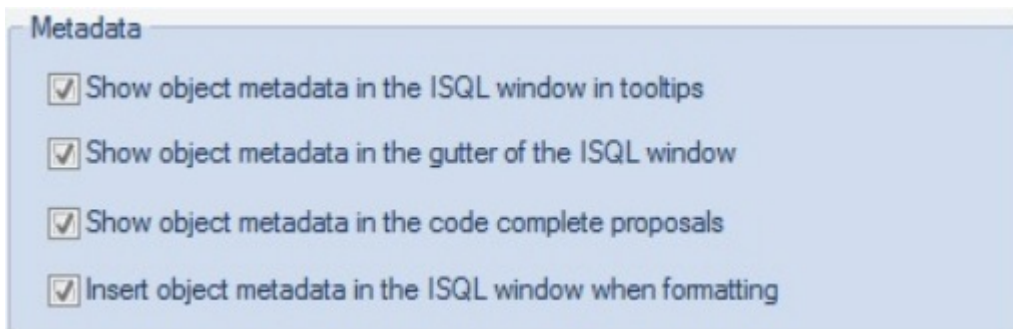 Metadata
Show object metadata in the ISQL window in tooltips
Show object metadata in the gutter of the ISQL window
Show object metadata in the code complete proposals
Insert object metadata in the ISQL window when formatting